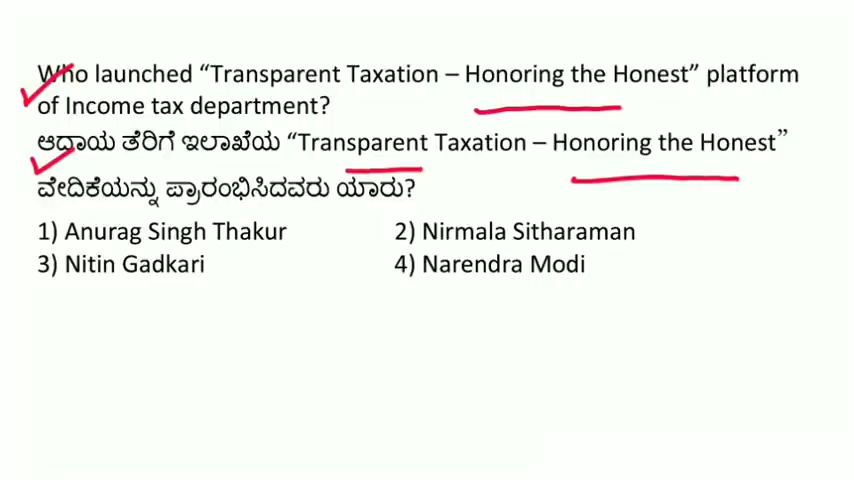 Who launched “Transparent Taxation – Honoring the Honest” platform
of Income tax department?
ಆದಾಯ ತೆರಿಗೆ ಇಲಾಖೆಯ “Transparent Taxation – Honoring the Honest”
ವೇದಿಕೆಯನ್ನು ಪ್ರಾರಂಭಿಸಿದವರು ಯಾರು?
1) Anurag Singh Thakur 2) Nirmala Sitharaman
3) Nitin Gadkari 4) Narendra Modi